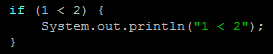 if (1 < 2) {
    System.out.println("1 < 2");
}